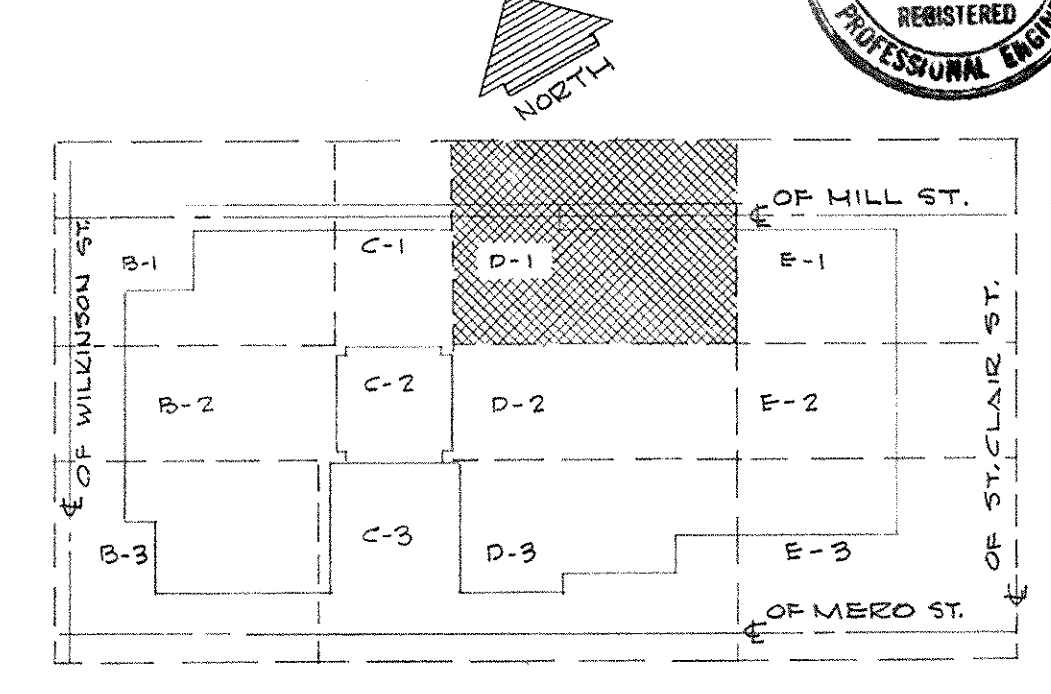 REGISTERED
PROFESSIONAL
NORTH
℄ OF MILL ST.
℄ OF WILKINSON ST.
B-1
C-1
D-1
E-1
℄ OF ST. CLAIR ST.
B-2
C-2
D-2
E-2
B-3
C-3
D-3
E-3
℄ OF MERO ST.